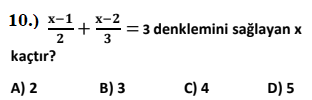 10.) x-1/2 + x-2/3 = 3 denklemini sağlayan x
kaçtır?
A) 2 B) 3 C) 4 D) 5